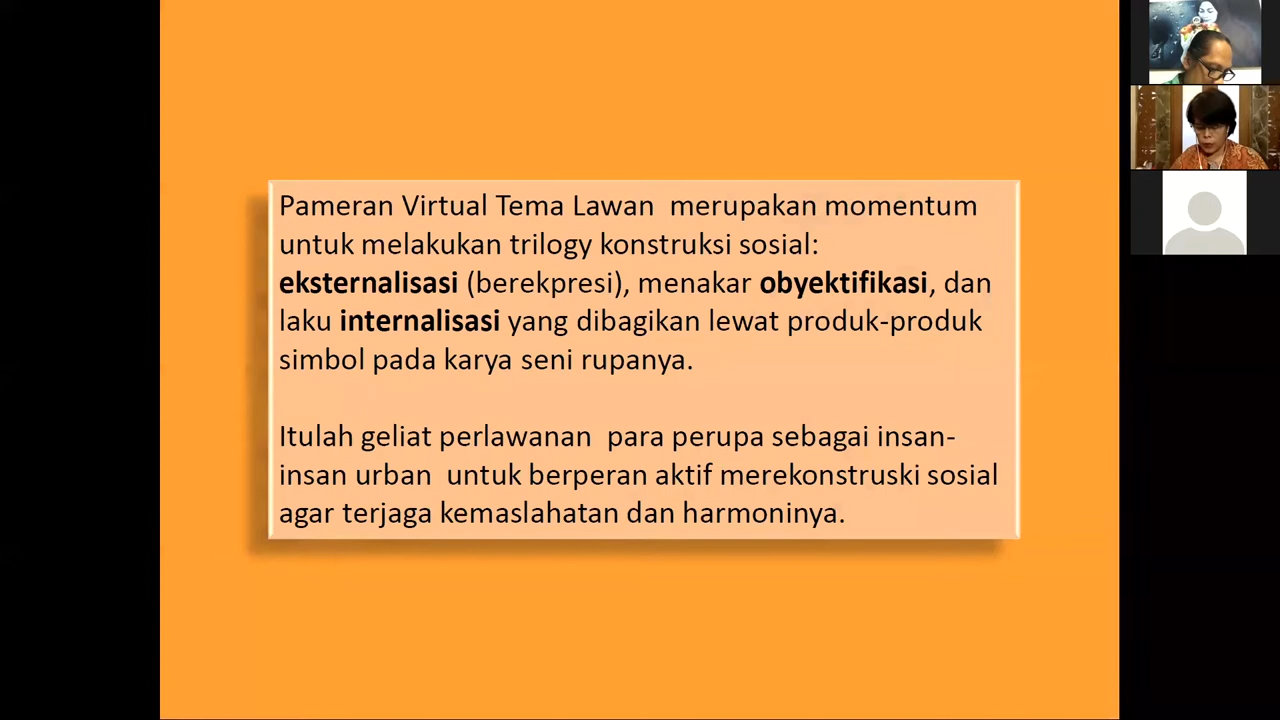 Pameran Virtual Tema Lawan  merupakan momentum
untuk melakukan trilogy konstruksi sosial:
eksternalisasi (berekpresi), menakar obyektifikasi, dan
laku internalisasi yang dibagikan lewat produk-produk
simbol pada karya seni rupanya.
Itulah geliat perlawanan  para perupa sebagai insan-
insan urban  untuk berperan aktif merekonstruski sosial
agar terjaga kemaslahatan dan harmoninya.